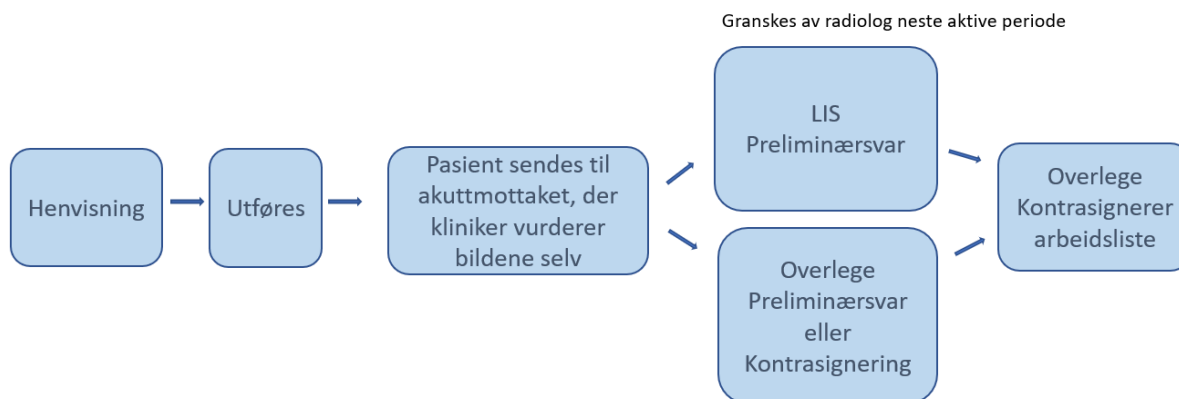 Granskes av radiolog neste aktive periode
Henvisning
Utføres
Pasient sendes til
akuttmottaket, der
kliniker vurderer
bildene selv
LIS
Preliminærsvar
Overlege
Preliminærsvar
eller
Kontrasignering
Overlege
Kontrasignerer
arbeidsliste